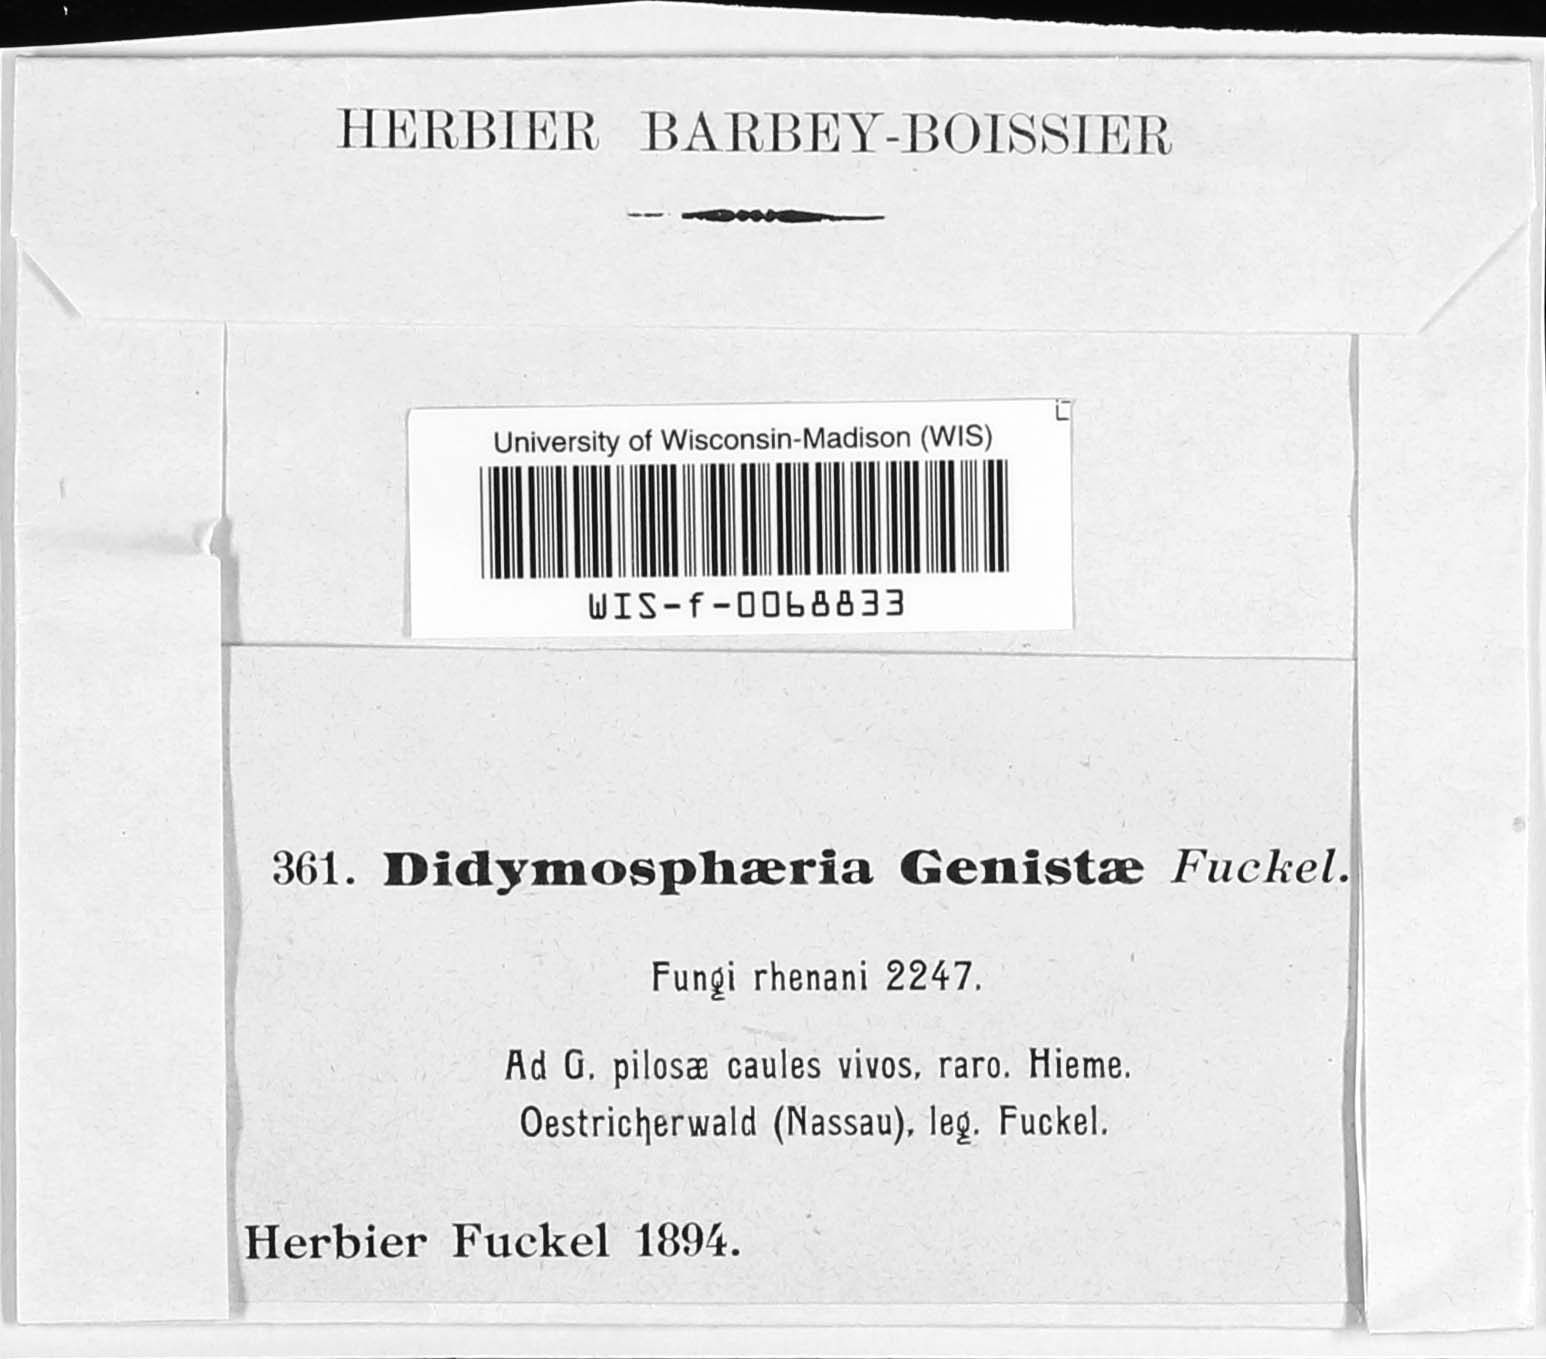 HERBIER BARBEY-BOISSIER
University of Wisconsin-Madison (WIS)
WIS-f-0068833
361. Didymosphæria Genistæ Fuckel.
Fungi rhenani 2247.
Ad G. pilosæ caules vivos, raro. Hieme.
Oestricherwald (Nassau), leg. Fuckel.
Herbier Fuckel 1894.